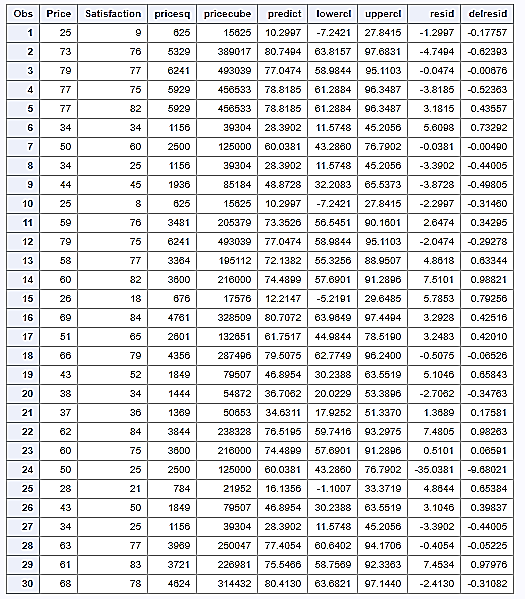 Obs Price Satisfaction pricesq pricecube predict lowercl uppercl resid delresid
1 25 9 625 15625 10.2997 -7.2421 27.8415 -1.2997 -0.17757
2 73 76 5329 389017 80.7494 63.8157 97.6831 -4.7494 -0.62393
3 79 77 6241 493039 77.0474 58.9844 95.1103 -0.0474 -0.00676
4 77 75 5929 456533 78.8185 61.2884 96.3487 -3.8185 -0.52363
5 77 82 5929 456533 78.8185 61.2884 96.3487 3.1815 0.43557
6 34 34 1156 39304 28.3902 11.5748 45.2056 5.6098 0.73292
7 50 60 2500 125000 60.0381 43.2860 76.7902 -0.0381 -0.00490
8 34 25 1156 39304 28.3902 11.5748 45.2056 -3.3902 -0.44005
9 44 45 1936 85184 48.8728 32.2083 65.5373 -3.8728 -0.49805
10 25 8 625 15625 10.2997 -7.2421 27.8415 -2.2997 -0.31460
11 59 76 3481 205379 73.3526 56.5451 90.1601 2.6474 0.34295
12 79 75 6241 493039 77.0474 58.9844 95.1103 -2.0474 -0.29278
13 58 77 3364 195112 72.1382 55.3256 88.9507 4.8618 0.63344
14 60 82 3600 216000 74.4899 57.6901 91.2896 7.5101 0.98821
15 26 18 676 17576 12.2147 -5.2191 29.6485 5.7853 0.79256
16 69 84 4761 328509 80.7072 63.9649 97.4494 3.2928 0.42516
17 51 65 2601 132651 61.7517 44.9844 78.5190 3.2483 0.42010
18 66 79 4356 287496 79.5075 62.7749 96.2400 -0.5075 -0.06526
19 43 52 1849 79507 46.8954 30.2388 63.5519 5.1046 0.65843
20 38 34 1444 54872 36.7062 20.0229 53.3896 -2.7062 -0.34763
21 37 36 1369 50653 34.6311 17.9252 51.3370 1.3689 0.17581
22 62 84 3844 238328 76.5195 59.7416 93.2975 7.4805 0.98263
23 60 75 3600 216000 74.4899 57.6901 91.2896 0.5101 0.06591
24 50 25 2500 125000 60.0381 43.2860 76.7902 -35.0381 -9.68021
25 28 21 784 21952 16.1356 -1.1007 33.3719 4.8644 0.65384
26 43 50 1849 79507 46.8954 30.2388 63.5519 3.1046 0.39837
27 34 25 1156 39304 28.3902 11.5748 45.2056 -3.3902 -0.44005
28 63 77 3969 250047 77.4054 60.6402 94.1706 -0.4054 -0.05225
29 61 83 3721 226981 75.5466 58.7569 92.3363 7.4534 0.97976
30 68 78 4624 314432 80.4130 63.6821 97.1440 -2.4130 -0.31082